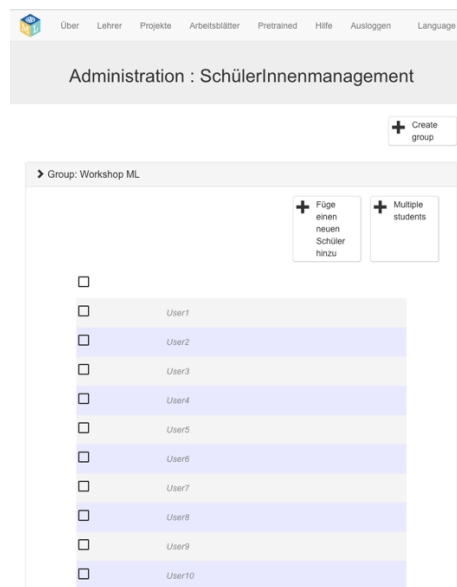 Über Lehrer Projekte Arbeitsblätter Pretrained Hilfe Ausloggen Language
Administration : SchülerInnenmanagement
Create
group
Group: Workshop ML
Füge
einen
neuen
Schüler
hinzu
Multiple
students
User1
User2
User3
User4
User5
User6
User7
User8
User9
User10